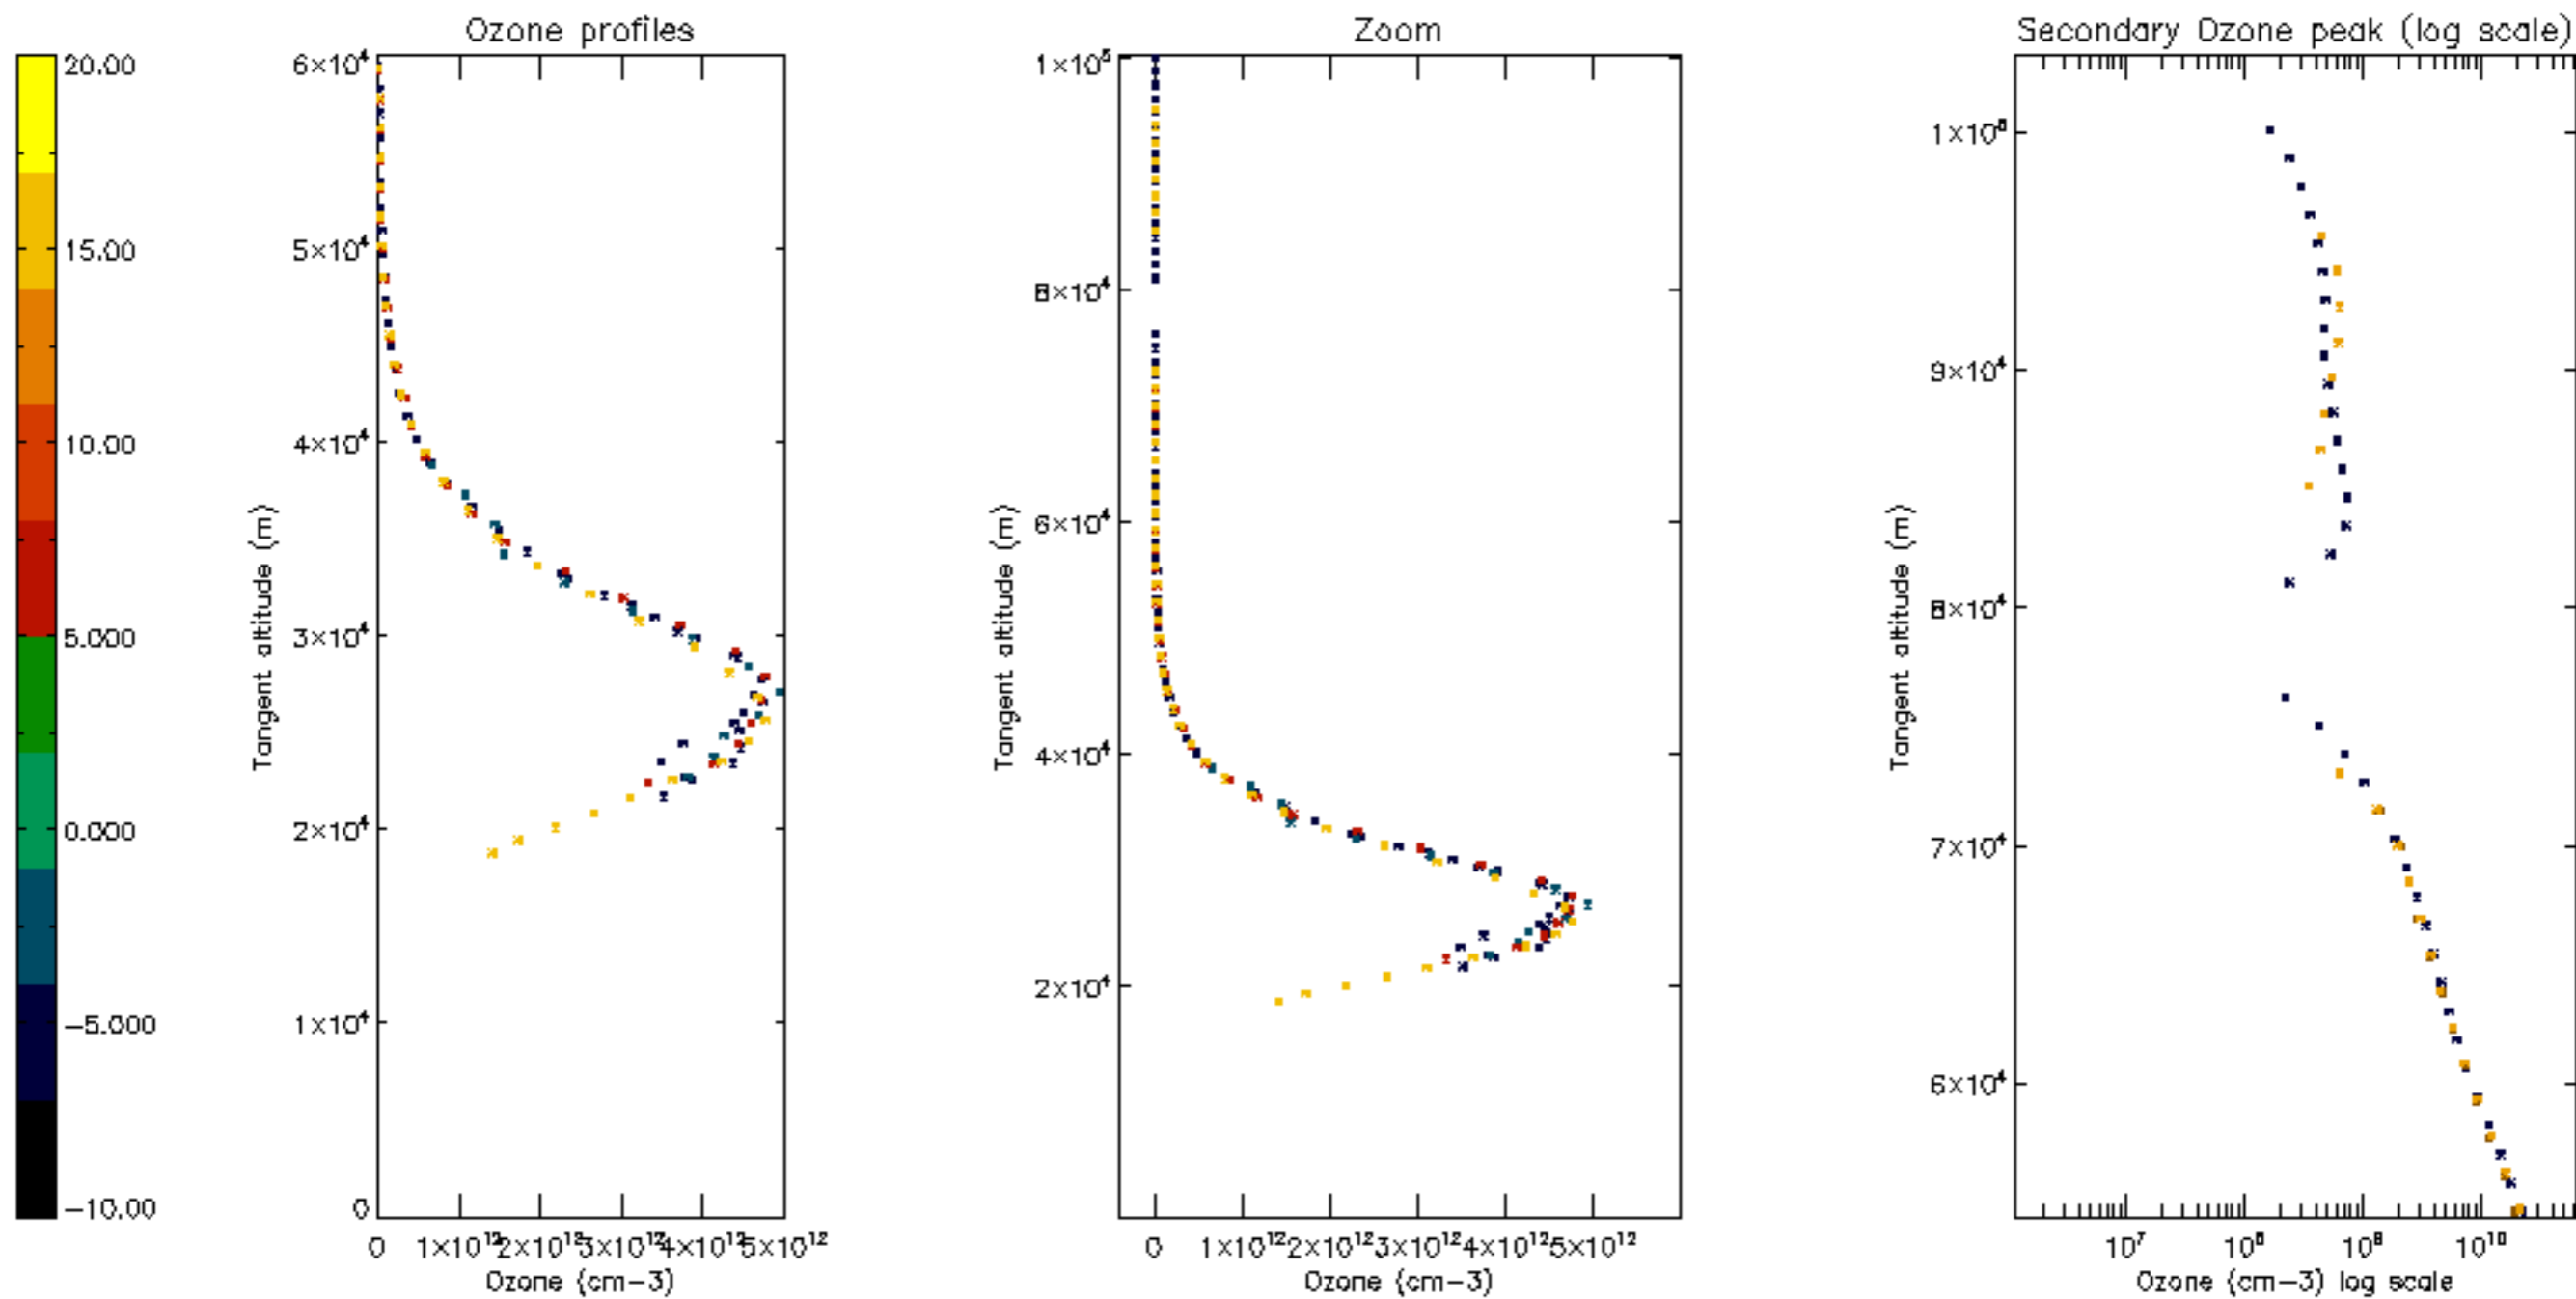 Ozone profiles
Zoom
Secondary Ozone peak (log scale)
20.00
15.00
10.00
5.000
0.000
-5.000
-10.00
6×10⁴
5×10⁴
4×10⁴
3×10⁴
2×10⁴
1×10⁴
0
Tangent altitude (m)
0 1×10¹² 2×10¹² 3×10¹² 4×10¹² 5×10¹²
Ozone (cm-3)
1×10⁵
8×10⁴
6×10⁴
4×10⁴
2×10⁴
Tangent altitude (m)
0 1×10¹² 2×10¹² 3×10¹² 4×10¹² 5×10¹²
Ozone (cm-3)
9×10⁴
8×10⁴
7×10⁴
6×10⁴
Tangent altitude (m)
10⁷ 10⁸ 10⁹ 10¹⁰
Ozone (cm-3) log scale